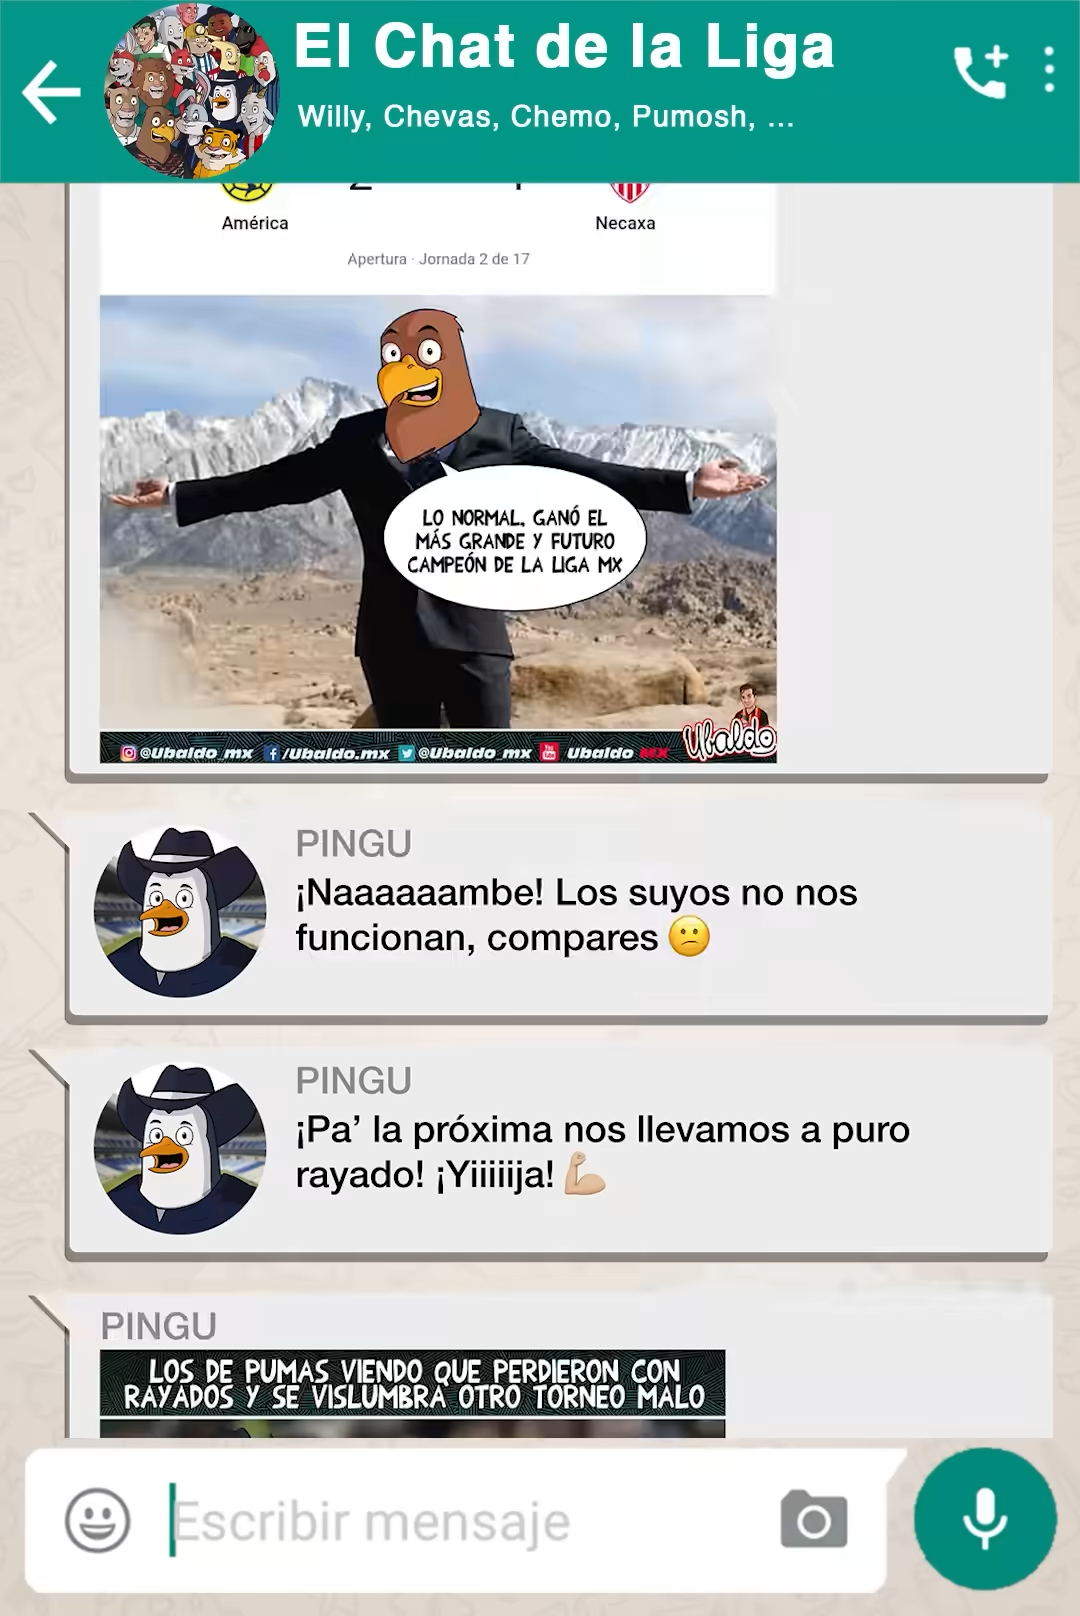 El Chat de la Liga
Willy, Chevas, Chemo, Pumosh, ...
América
Necaxa
Apertura · Jornada 2 de 17
LO NORMAL, GANÓ EL
MÁS GRANDE Y FUTURO
CAMPEÓN DE LA LIGA MX
@Ubaldo_mx /Ubaldo.mx @Ubaldo_mx Ubaldo MX
Ubaldo
PINGU
¡Naaaaaambe! Los suyos no nos
funcionan, compares 😕
PINGU
¡Pa’ la próxima nos llevamos a puro
rayado! ¡Yiiiiija! 💪🏼
PINGU
LOS DE PUMAS VIENDO QUE PERDIERON CON
RAYADOS Y SE VISLUMBRA OTRO TORNEO MALO
Escribir mensaje